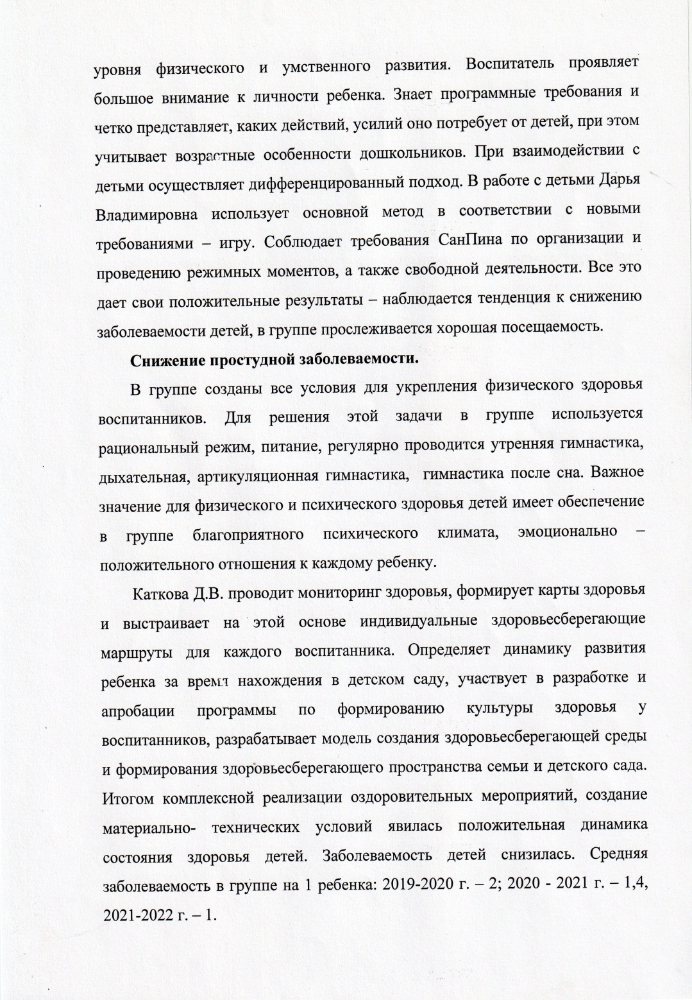 уровня физического и умственного развития. Воспитатель проявляет
большое внимание к личности ребенка. Знает программные требования и
четко представляет, каких действий, усилий оно потребует от детей, при этом
учитывает возрастные особенности дошкольников. При взаимодействии с
детьми осуществляет дифференцированный подход. В работе с детьми Дарья
Владимировна использует основной метод в соответствии с новыми
требованиями – игру. Соблюдает требования СанПина по организации и
проведению режимных моментов, а также свободной деятельности. Все это
дает свои положительные результаты – наблюдается тенденция к снижению
заболеваемости детей, в группе прослеживается хорошая посещаемость.
Снижение простудной заболеваемости.
В группе созданы все условия для укрепления физического здоровья
воспитанников. Для решения этой задачи в группе используется
рациональный режим, питание, регулярно проводится утренняя гимнастика,
дыхательная, артикуляционная гимнастика, гимнастика после сна. Важное
значение для физического и психического здоровья детей имеет обеспечение
в группе благоприятного психического климата, эмоционально –
положительного отношения к каждому ребенку.
Каткова Д.В. проводит мониторинг здоровья, формирует карты здоровья
и выстраивает на этой основе индивидуальные здоровьесберегающие
маршруты для каждого воспитанника. Определяет динамику развития
ребенка за время нахождения в детском саду, участвует в разработке и
апробации программы по формированию культуры здоровья у
воспитанников, разрабатывает модель создания здоровьесберегающей среды
и формирования здоровьесберегающего пространства семьи и детского сада.
Итогом комплексной реализации оздоровительных мероприятий, создание
материально- технических условий явилась положительная динамика
состояния здоровья детей. Заболеваемость детей снизилась. Средняя
заболеваемость в группе на 1 ребенка: 2019-2020 г. – 2; 2020 - 2021 г. – 1,4,
2021-2022 г. – 1.